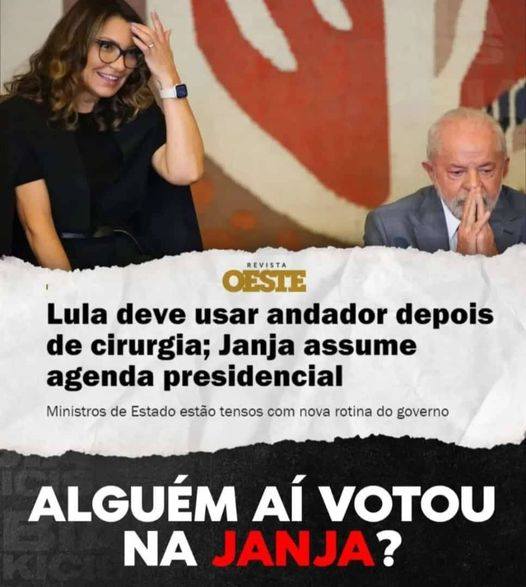 REVISTA
OESTE
Lula deve usar andador depois
de cirurgia; Janja assume
agenda presidencial
Ministros de Estado estão tensos com nova rotina do governo
ALGUÉM AÍ VOTOU
NA JANJA?